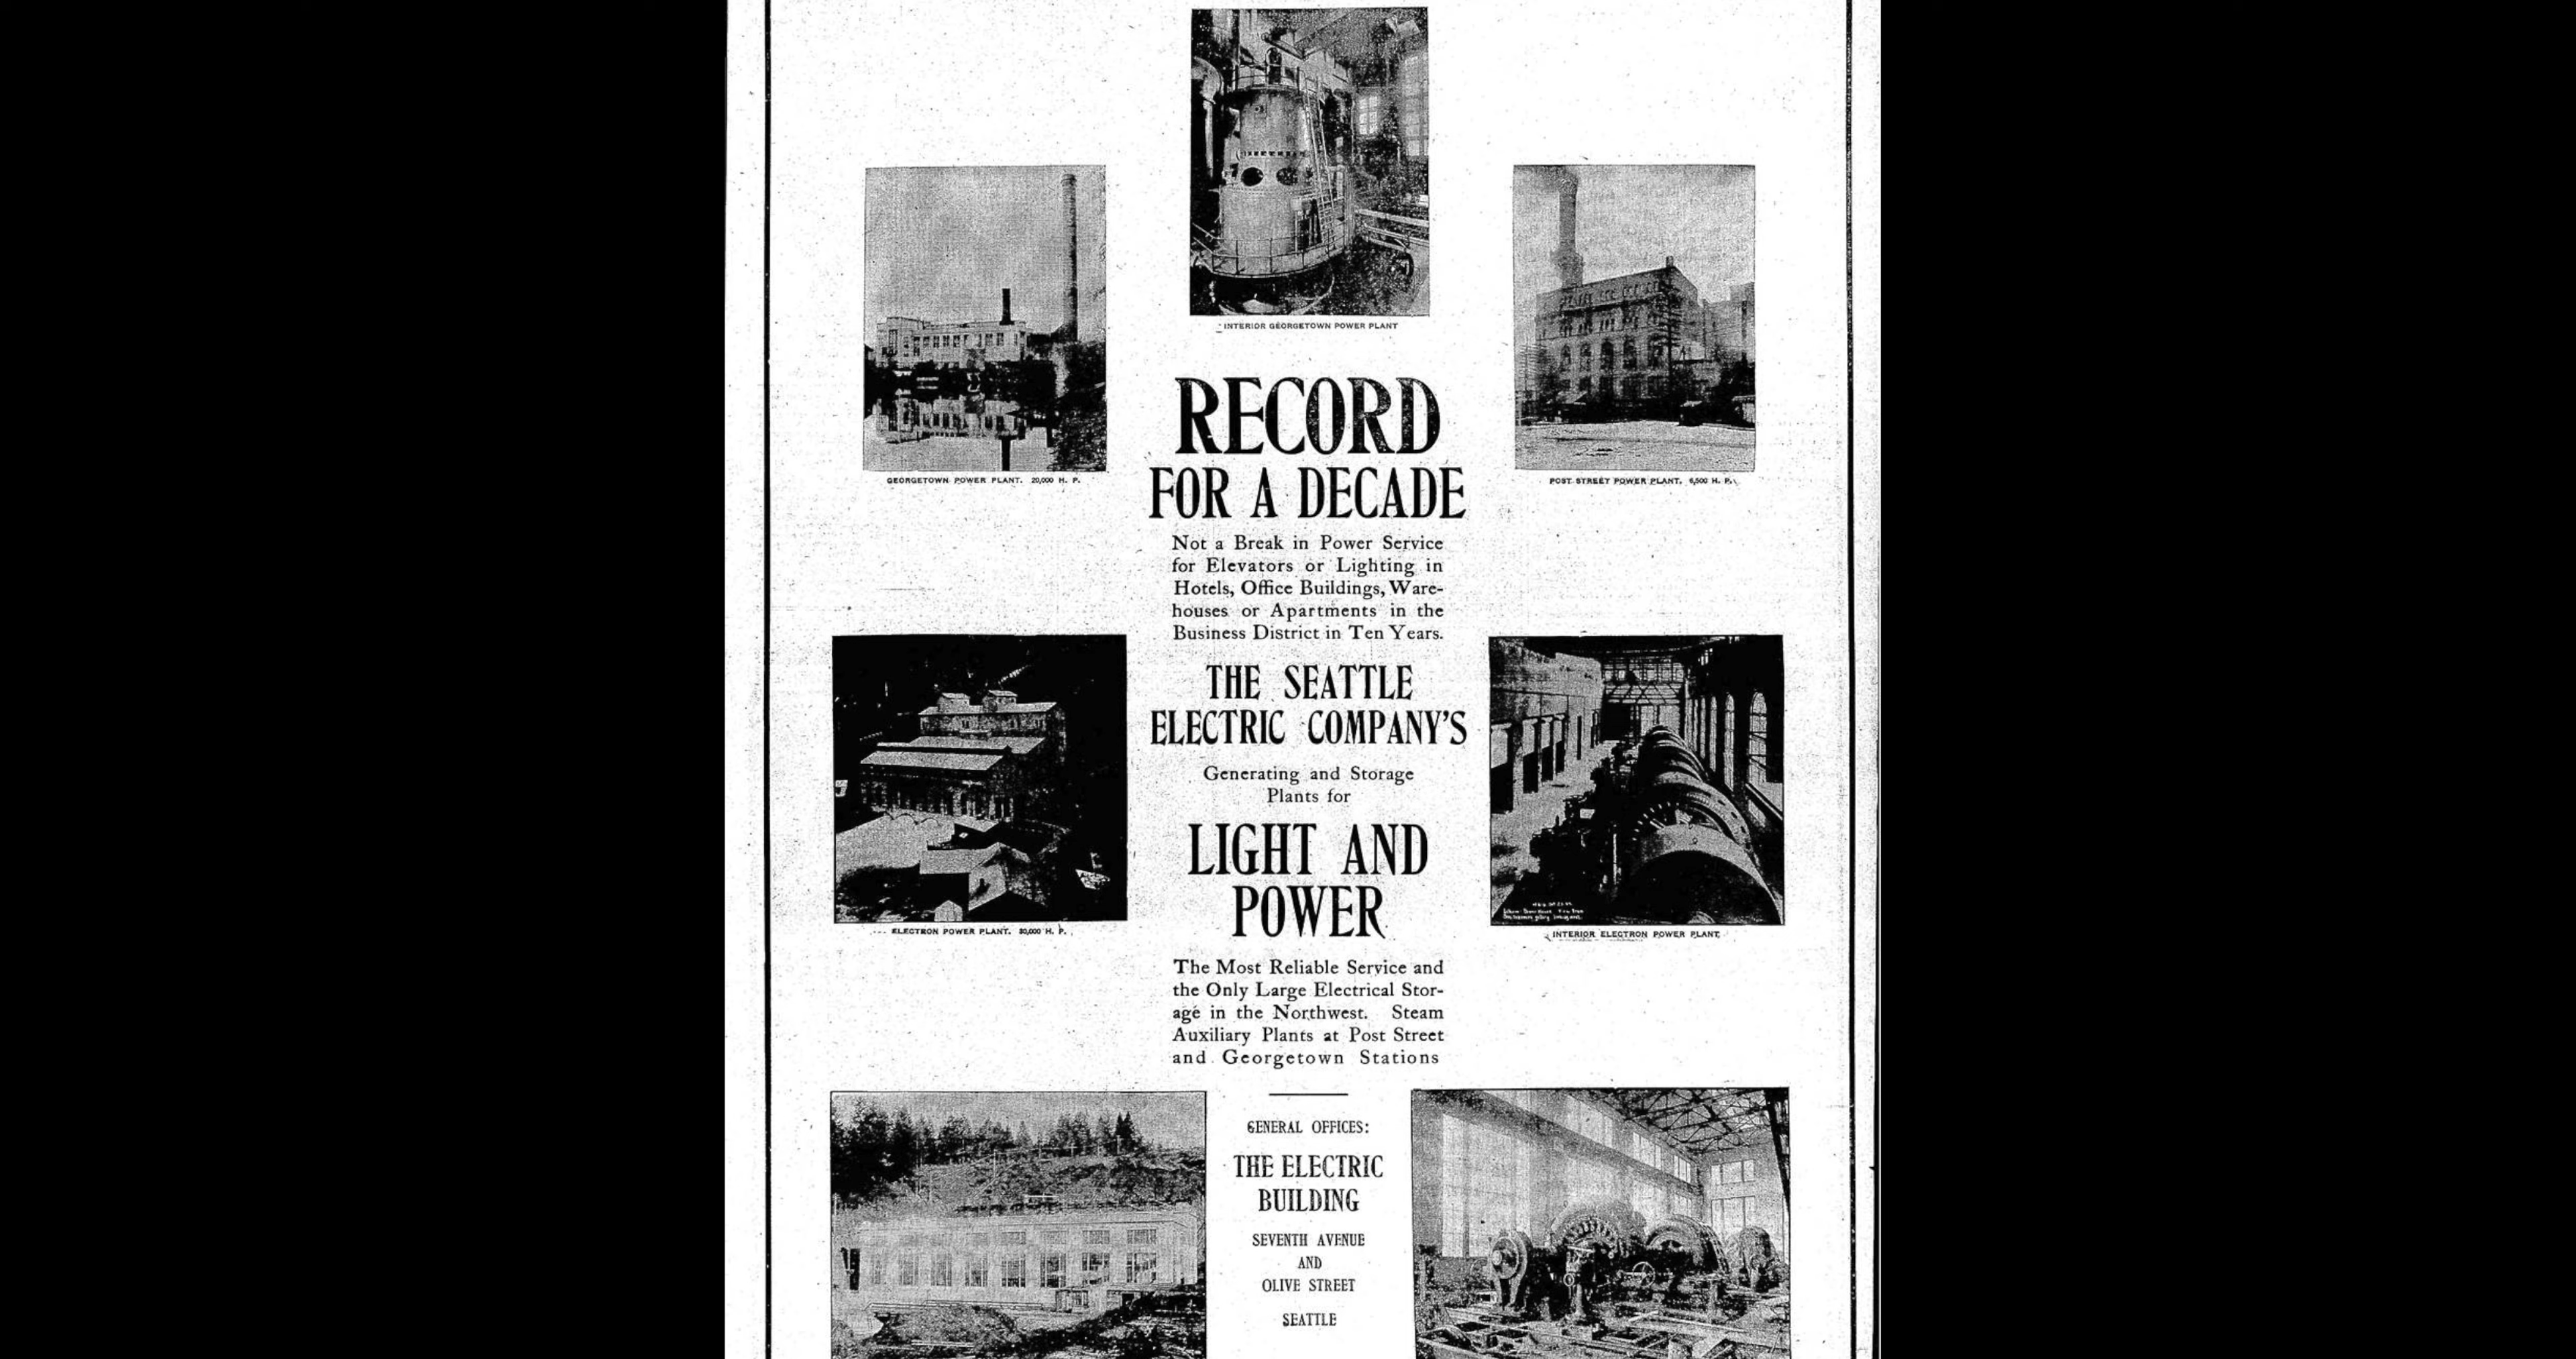 INTERIOR GEORGETOWN POWER PLANT
GEORGETOWN POWER PLANT. 20,000 H. P.
POST STREET POWER PLANT. 6,500 H. P.
RECORD
FOR A DECADE
Not a Break in Power Service
for Elevators or Lighting in
Hotels, Office Buildings, Ware-
houses or Apartments in the
Business District in Ten Years.
THE SEATTLE
ELECTRIC COMPANY'S
Generating and Storage
Plants for
LIGHT AND
POWER
ELECTRON POWER PLANT. 30,000 H. P.
INTERIOR ELECTRON POWER PLANT
The Most Reliable Service and
the Only Large Electrical Stor-
age in the Northwest. Steam
Auxiliary Plants at Post Street
and Georgetown Stations
GENERAL OFFICES:
THE ELECTRIC
BUILDING
SEVENTH AVENUE
AND
OLIVE STREET
SEATTLE